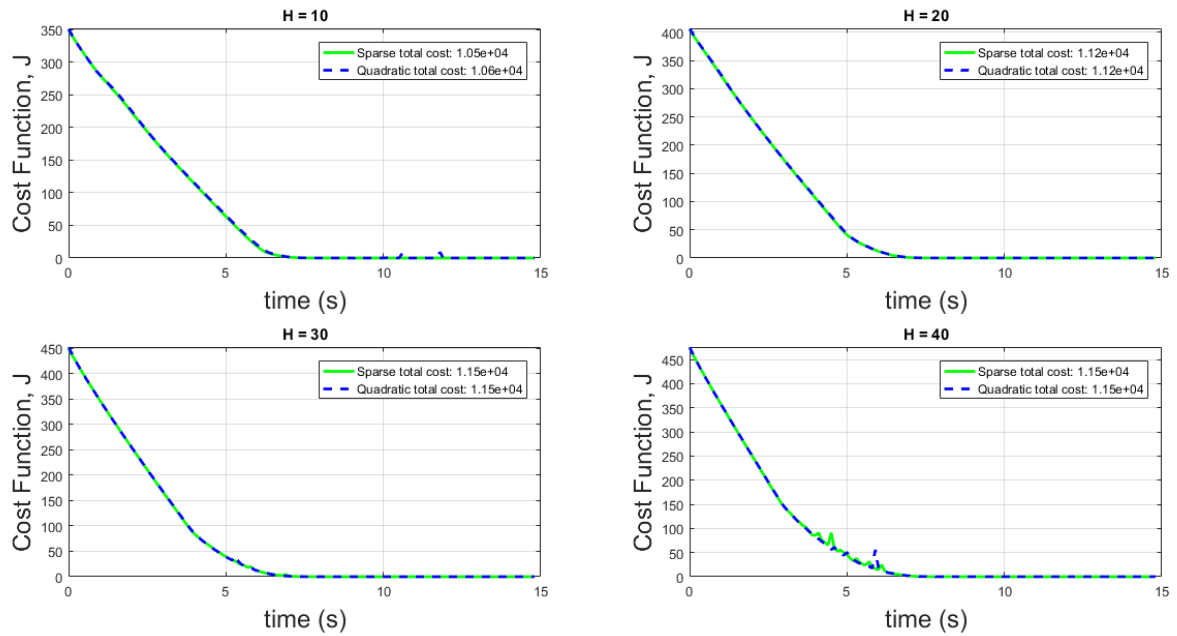 H = 10
Cost Function, J
350
300
250
200
150
100
50
0
Sparse total cost: 1.05e+04
Quadratic total cost: 1.06e+04
0 5 10 15
time (s)
H = 20
Cost Function, J
400
350
300
250
200
150
100
50
0
Sparse total cost: 1.12e+04
Quadratic total cost: 1.12e+04
0 5 10 15
time (s)
H = 30
Cost Function, J
450
400
350
300
250
200
150
100
50
0
Sparse total cost: 1.15e+04
Quadratic total cost: 1.15e+04
0 5 10 15
time (s)
H = 40
Cost Function, J
450
400
350
300
250
200
150
100
50
0
Sparse total cost: 1.15e+04
Quadratic total cost: 1.15e+04
0 5 10 15
time (s)